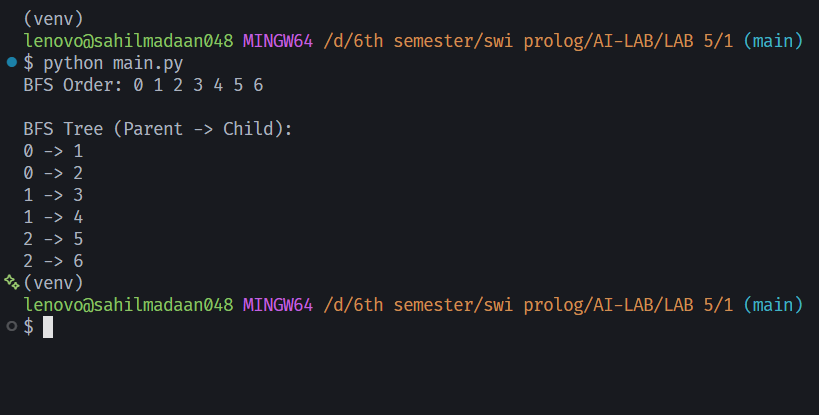 (venv)
lenovo@sahilmadaan048 MINGW64 /d/6th semester/swi prolog/AI-LAB/LAB 5/1 (main)
$ python main.py
BFS Order: 0 1 2 3 4 5 6
BFS Tree (Parent -> Child):
0 -> 1
0 -> 2
1 -> 3
1 -> 4
2 -> 5
2 -> 6
(venv)
lenovo@sahilmadaan048 MINGW64 /d/6th semester/swi prolog/AI-LAB/LAB 5/1 (main)
$